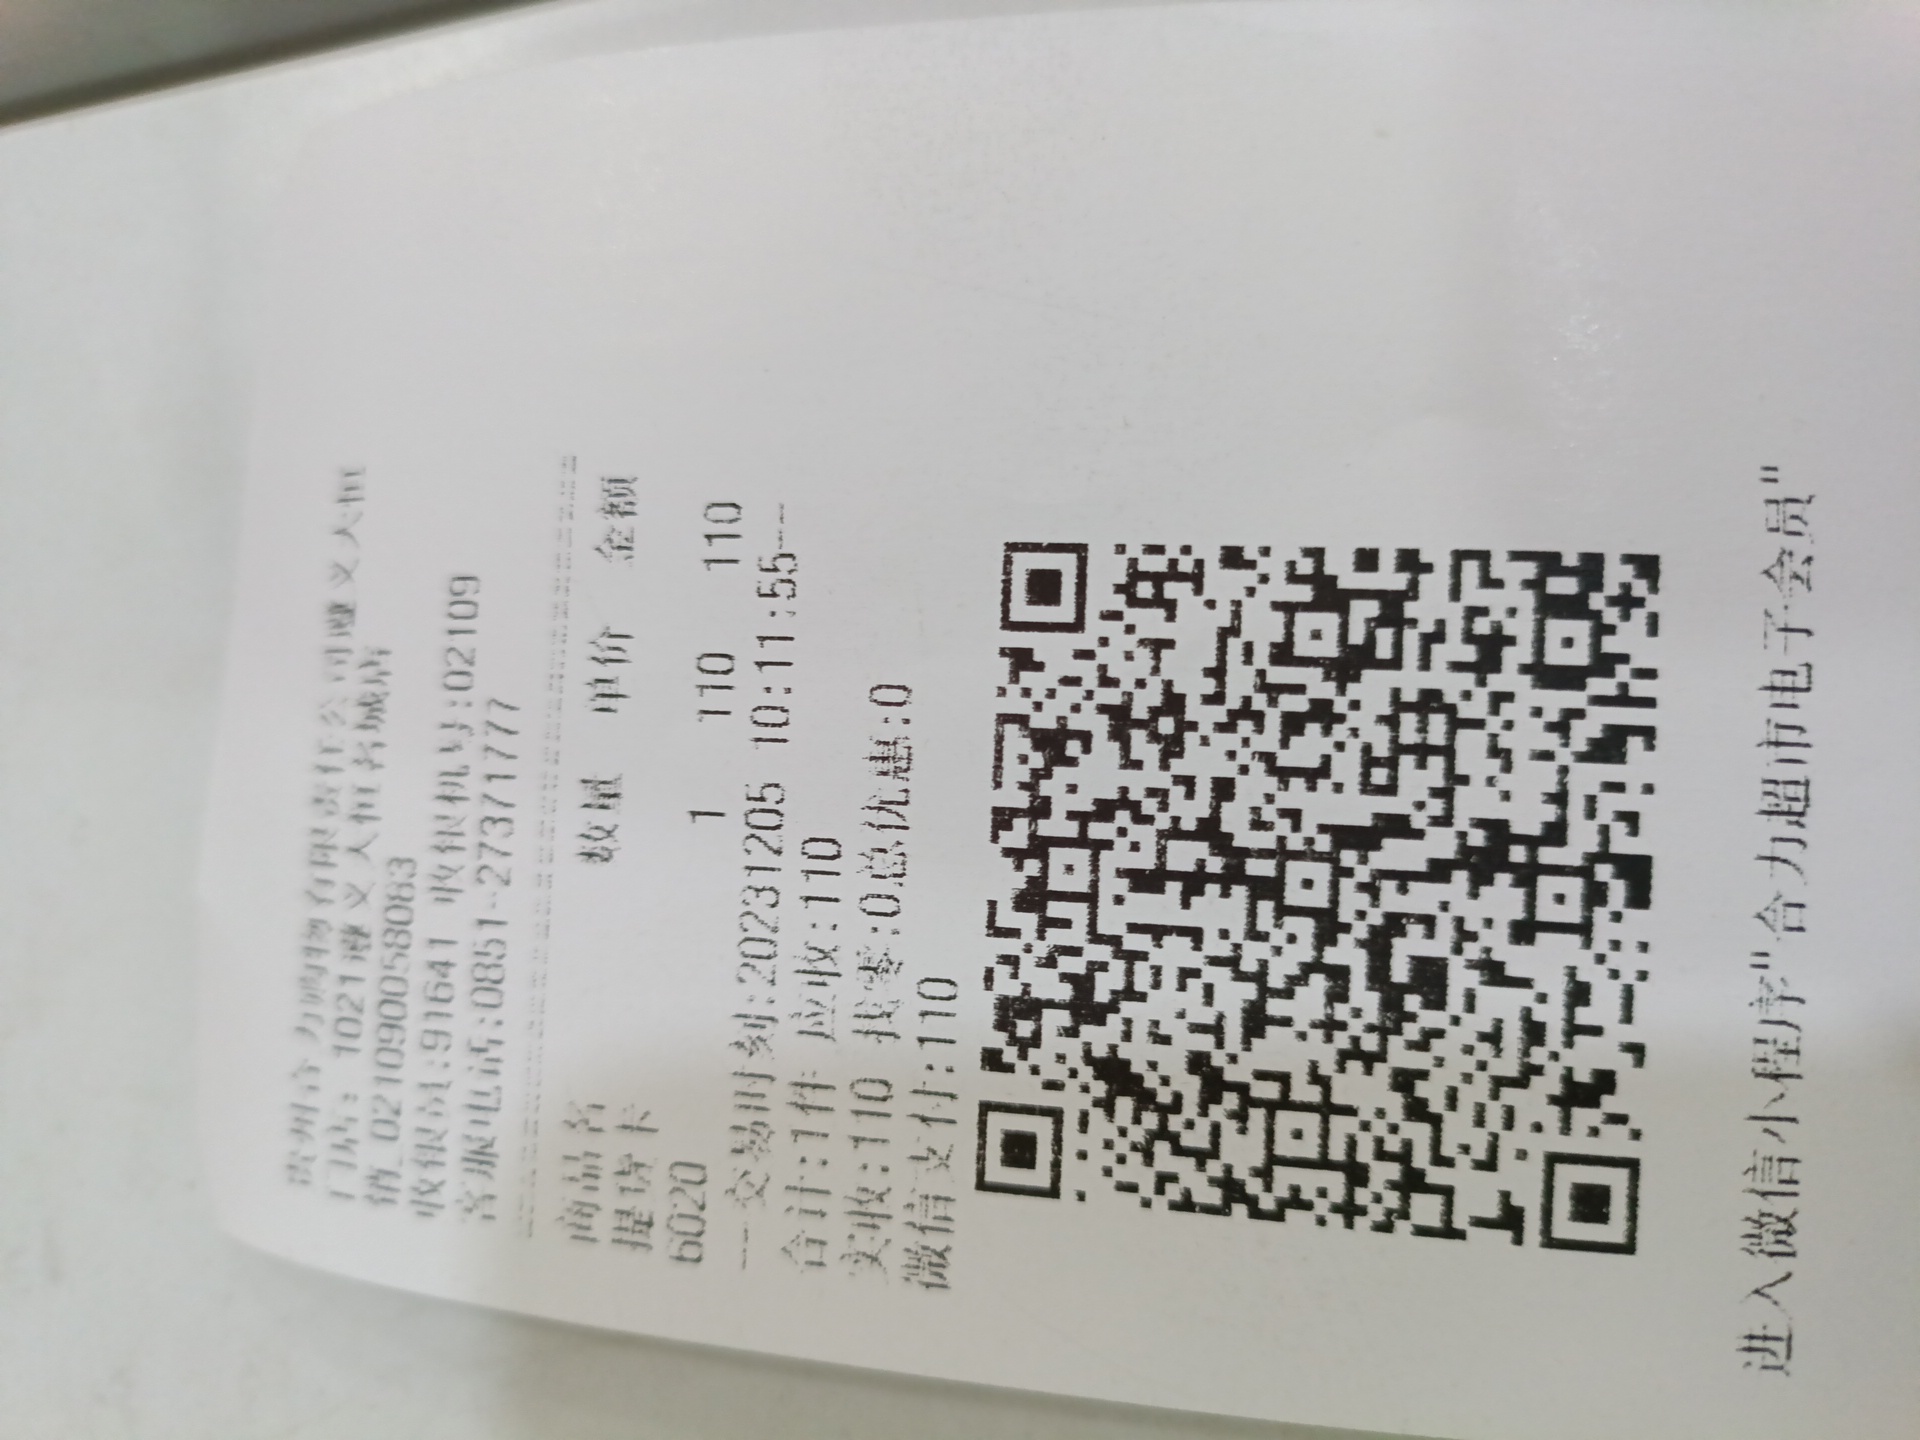 贵州合力购物有限责任公司遵义大恒
门店: 1021遵义大恒名城店
销_021090058083
收银员:91641 收银机号:02109
客服电话:0851-27371777
商品名 数量 单价 金额
提货卡
6020 1 110 110
---交易时刻:20231205 10:11:55---
合计:1件 应收:110
实收:110 找零:0总优惠:0
微信支付:110
进入微信小程序"合力超市电子会员"